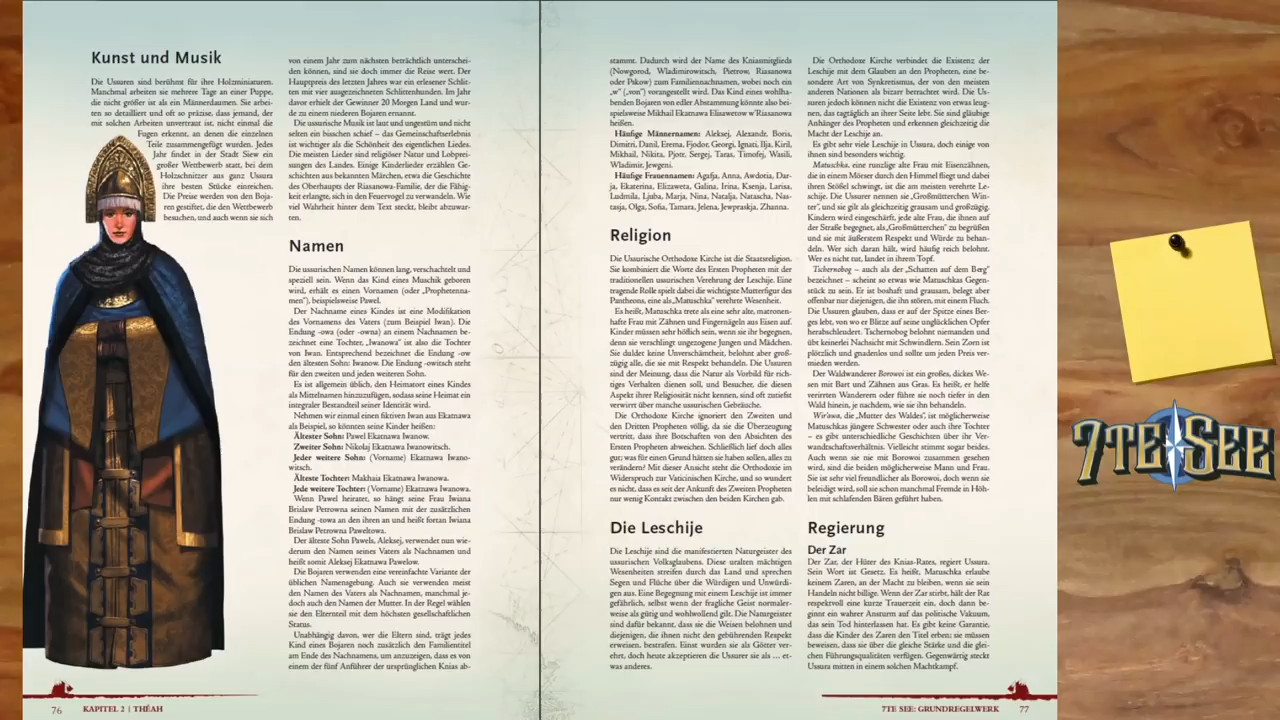 Kunst und Musik
Die Ussuren sind berühmt für ihre Holzminiaturen.
Manchmal arbeiten sie mehrere Tage an einer Puppe,
die nicht größer ist als ein Männerdaumen. Sie arbei-
ten so detailliert und oft so präzise, dass jemand, der
mit solchen Arbeiten unvertraut ist, nicht einmal die
Fugen erkennt, an denen die einzelnen
Teile zusammengefügt wurden. Jedes
Jahr findet in der Stadt Siew ein
großer Wettbewerb statt, bei dem
Holzschnitzer aus ganz Ussura
ihre besten Stücke einreichen.
Die Preise werden von den Boja-
ren gestiftet, die den Wettbewerb
besuchen, und auch wenn sie sich
von einem Jahr zum nächsten beträchtlich unterschei-
den können, sind sie doch immer die Reise wert. Der
Hauptpreis des letzten Jahres war ein erlesener Schlit-
ten mit vier ausgezeichneten Schlittenhunden. Im Jahr
davor erhielt der Gewinner 20 Morgen Land und wur-
de zu einem niederen Bojaren ernannt.
Die ussurische Musik ist laut und ungestüm und nicht
selten ein bisschen schief – das Gemeinschaftserlebnis
ist wichtiger als die Schönheit des eigentlichen Liedes.
Die meisten Lieder sind religiöser Natur und Lobprei-
sungen des Landes. Einige Kinderlieder erzählen Ge-
schichten aus bekannten Märchen, etwa die Geschichte
des Oberhaupts der Riasanowa-Familie, der die Fähig-
keit erlangte, sich in den Feuervogel zu verwandeln. Wie
viel Wahrheit hinter dem Text steckt, bleibt abzuwar-
ten.
Namen
Die ussurischen Namen können lang, verschachtelt und
speziell sein. Wenn das Kind eines Muschik geboren
wird, erhält es einen Vornamen (oder „Prophetenna-
men"), beispielsweise Pawel.
Der Nachname eines Kindes ist eine Modifikation
des Vornamens des Vaters (zum Beispiel Iwan). Die
Endung -owa (oder -owna) an einem Nachnamen be-
zeichnet eine Tochter, „Iwanowa" ist also die Tochter
von Iwan. Entsprechend bezeichnet die Endung -ow
den ältesten Sohn: Iwanow. Die Endung -owitsch steht
für den zweiten und jeden weiteren Sohn.
Es ist allgemein üblich, den Heimatort eines Kindes
als Mittelnamen hinzuzufügen, sodass seine Heimat ein
integraler Bestandteil seiner Identität wird.
Nehmen wir einmal einen fiktiven Iwan aus Ekatnawa
als Beispiel, so könnten seine Kinder heißen:
Ältester Sohn: Pawel Ekatnawa Iwanow.
Zweiter Sohn: Nikolaj Ekatnawa Iwanowitsch.
Jeder weitere Sohn: (Vorname) Ekatnawa Iwano-
witsch.
Älteste Tochter: Makhaia Ekatnawa Iwanowa.
Jede weitere Tochter: (Vorname) Ekatnawa Iwanowa.
Wenn Pawel heiratet, so hängt seine Frau Iwiana
Brislaw Petrowna seinen Namen mit der zusätzlichen
Endung -towa an den ihren an und heißt fortan Iwiana
Brislaw Petrowna Paweltowa.
Der älteste Sohn Pawels, Aleksej, verwendet nun wie-
derum den Namen seines Vaters als Nachnamen und
heißt somit Aleksej Ekatnawa Pawelow.
Die Bojaren verwenden eine vereinfachte Variante der
üblichen Namensgebung. Auch sie verwenden meist
den Namen des Vaters als Nachnamen, manchmal je-
doch auch den Namen der Mutter. In der Regel wählen
sie den Elternteil mit dem höchsten gesellschaftlichen
Status.
Unabhängig davon, wer die Eltern sind, trägt jedes
Kind eines Bojaren noch zusätzlich den Familientitel
am Ende des Nachnamens, um anzuzeigen, dass es von
einem der fünf Anführer der ursprünglichen Knias ab-
76
KAPITEL 2 | THÉAH
stammt. Dadurch wird der Name des Kniasmitglieds
(Nowgorod, Wladimirowitsch, Pietrow, Riasanowa
oder Pskow) zum Familiennachnamen, wobei noch ein
„w" („von") vorangestellt wird. Das Kind eines wohlha-
benden Bojaren von edler Abstammung könnte also bei-
spielsweise Mikhail Ekatnawa Elisawetow w'Riasanowa
heißen.
Häufige Männernamen: Aleksej, Alexandr, Boris,
Dimitri, Danil, Erema, Fjodor, Georgi, Ignati, Ilja, Kiril,
Mikhail, Nikita, Pjotr, Sergej, Taras, Timofej, Wasili,
Wladimir, Jewgeni.
Häufige Frauennamen: Agafja, Anna, Awdotia, Dar-
ja, Ekaterina, Elizaweta, Galina, Irina, Ksenja, Larisa,
Ludmila, Ljuba, Marja, Nina, Natalja, Natascha, Nas-
tasja, Olga, Sofia, Tamara, Jelena, Jewpraskja, Zhanna.
Religion
Die Ussurische Orthodoxe Kirche ist die Staatsreligion.
Sie kombiniert die Worte des Ersten Propheten mit der
traditionellen ussurischen Verehrung der Leschije. Eine
tragende Rolle spielt dabei die wichtigste Mutterfigur des
Pantheons, eine als „Matuschka" verehrte Wesenheit.
Es heißt, Matuschka trete als eine sehr alte, matronen-
hafte Frau mit Zähnen und Fingernägeln aus Eisen auf.
Kinder müssen sehr höflich sein, wenn sie ihr begegnen,
denn sie verschlingt ungezogene Jungen und Mädchen.
Sie duldet keine Unverschämtheit, belohnt aber groß-
zügig alle, die sie mit Respekt behandeln. Die Ussuren
sind der Meinung, dass die Natur als Vorbild für rich-
tiges Verhalten dienen soll, und Besucher, die diesen
Aspekt ihrer Religiosität nicht kennen, sind oft zutiefst
verwirrt über manche ussurischen Gebräuche.
Die Orthodoxe Kirche ignoriert den Zweiten und
den Dritten Propheten völlig, da sie die Überzeugung
vertritt, dass ihre Botschaften von den Absichten des
Ersten Propheten abweichen. Schließlich lief doch alles
gut; was für einen Grund hätten sie haben sollen, alles zu
verändern? Mit dieser Ansicht steht die Orthodoxie im
Widerspruch zur Vaticinischen Kirche, und so wundert
es nicht, dass es seit der Ankunft des Zweiten Propheten
nur wenig Kontakt zwischen den beiden Kirchen gab.
Die Leschije
Die Leschije sind die manifestierten Naturgeister des
ussurischen Volksglaubens. Diese uralten mächtigen
Wesenheiten streifen durch das Land und sprechen
Segen und Flüche über die Würdigen und Unwürdi-
gen aus. Eine Begegnung mit einem Leschije ist immer
gefährlich, selbst wenn der fragliche Geist normaler-
weise als gütig und wohlwollend gilt. Die Naturgeister
sind dafür bekannt, dass sie die Weisen belohnen und
diejenigen, die ihnen nicht den gebührenden Respekt
erweisen, bestrafen. Einst wurden sie als Götter ver-
ehrt, doch heute akzeptieren die Ussurer sie als … et-
was anderes.
Die Orthodoxe Kirche verbindet die Existenz der
Leschije mit dem Glauben an den Propheten, eine be-
sondere Art von Synkretismus, der von den meisten
anderen Nationen als bizarr betrachtet wird. Die Us-
suren jedoch können nicht die Existenz von etwas leug-
nen, das tagtäglich an ihrer Seite lebt. Sie sind gläubige
Anhänger des Propheten und erkennen gleichzeitig die
Macht der Leschije an.
Es gibt sehr viele Leschije in Ussura, doch einige von
ihnen sind besonders wichtig.
Matuschka, eine runzlige alte Frau mit Eisenzähnen,
die in einem Mörser durch den Himmel fliegt und dabei
ihren Stößel schwingt, ist die am meisten verehrte Le-
schije. Die Ussurer nennen sie „Großmütterchen Win-
ter", und sie gilt als gleichzeitig grausam und großzügig.
Kindern wird eingeschärft, jede alte Frau, die ihnen auf
der Straße begegnet, als „Großmütterchen" zu begrüßen
und sie mit äußerstem Respekt und Würde zu behan-
deln. Wer sich daran hält, wird häufig reich belohnt.
Wer es nicht tut, landet in ihrem Topf.
Tschernobog – auch als der „Schatten auf dem Berg"
bezeichnet – scheint so etwas wie Matuschkas Gegen-
stück zu sein. Er ist boshaft und grausam, belegt aber
offenbar nur diejenigen, die ihn stören, mit einem Fluch.
Die Ussuren glauben, dass er auf der Spitze eines Ber-
ges lebt, von wo er Blitze auf seine unglücklichen Opfer
herabschleudert. Tschernobog belohnt niemanden und
übt keinerlei Nachsicht mit Schwindlern. Sein Zorn ist
plötzlich und gnadenlos und sollte um jeden Preis ver-
mieden werden.
Der Waldwanderer Borowoi ist ein großes, dickes We-
sen mit Bart und Zähnen aus Gras. Es heißt, er helfe
verirrten Wanderern oder führe sie noch tiefer in den
Wald hinein, je nachdem, wie sie ihn behandeln.
Wir'awa, die „Mutter des Waldes", ist möglicherweise
Matuschkas jüngere Schwester oder auch ihre Tochter
– es gibt unterschiedliche Geschichten über ihr Ver-
wandtschaftsverhältnis. Vielleicht stimmt sogar beides.
Auch wenn sie nie mit Borowoi zusammen gesehen
wird, sind die beiden möglicherweise Mann und Frau.
Sie ist sehr viel freundlicher als Borowoi, doch wenn sie
beleidigt wird, soll sie schon manchmal Fremde in Höh-
len mit schlafenden Bären geführt haben.
Regierung
Der Zar
Der Zar, der Hüter des Knias-Rates, regiert Ussura.
Sein Wort ist Gesetz. Es heißt, Matuschka erlaube
keinem Zaren, an der Macht zu bleiben, wenn sie sein
Handeln nicht billige. Wenn der Zar stirbt, hält der Rat
respektvoll eine kurze Trauerzeit ein, doch dann be-
ginnt ein wahrer Ansturm auf das politische Vakuum,
das sein Tod hinterlassen hat. Es gibt keine Garantie,
dass die Kinder des Zaren den Titel erben; sie müssen
beweisen, dass sie über die gleiche Stärke und die glei-
chen Führungsqualitäten verfügen. Gegenwärtig steckt
Ussura mitten in einem solchen Machtkampf.
7TE SEE: GRUNDREGELWERK
77
7TE SEE